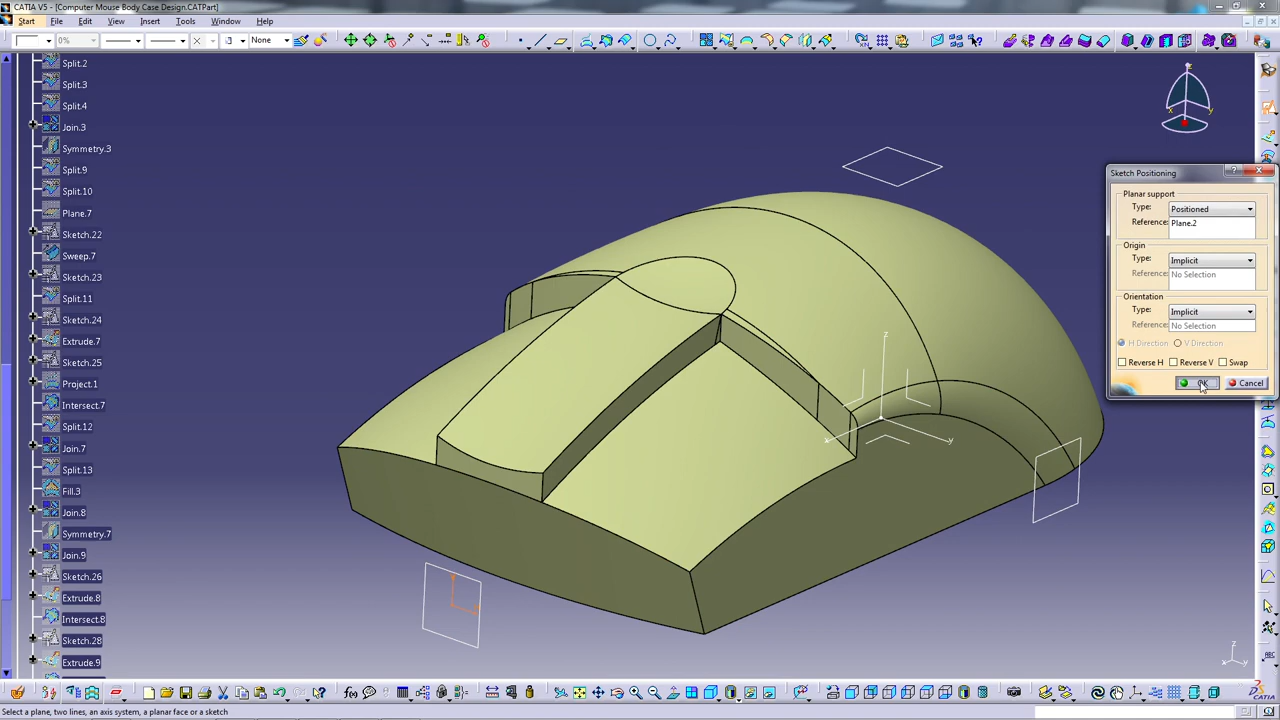 CATIA V5 - [Computer Mouse Body Case Design.CATPart]
Start File Edit View Insert Tools Window Help
0% None
Split.2
Split.3
Split.4
Join.3
Symmetry.3
Split.9
Split.10
Plane.7
Sketch.22
Sweep.7
Sketch.23
Split.11
Sketch.24
Extrude.7
Sketch.25
Project.1
Intersect.7
Split.12
Join.7
Split.13
Fill.3
Join.8
Symmetry.7
Join.9
Sketch.26
Extrude.8
Intersect.8
Sketch.28
Extrude.9
z
x y
z
x y
Sketch Positioning
Planar support
Type: Positioned
Reference: Plane.2
Origin
Type: Implicit
Reference: No Selection
Orientation
Type: Implicit
Reference: No Selection
H Direction V Direction
Reverse H Reverse V Swap
OK Cancel
z
x y
f(x)
CATIA
Select a plane, two lines, an axis system, a planar face or a sketch